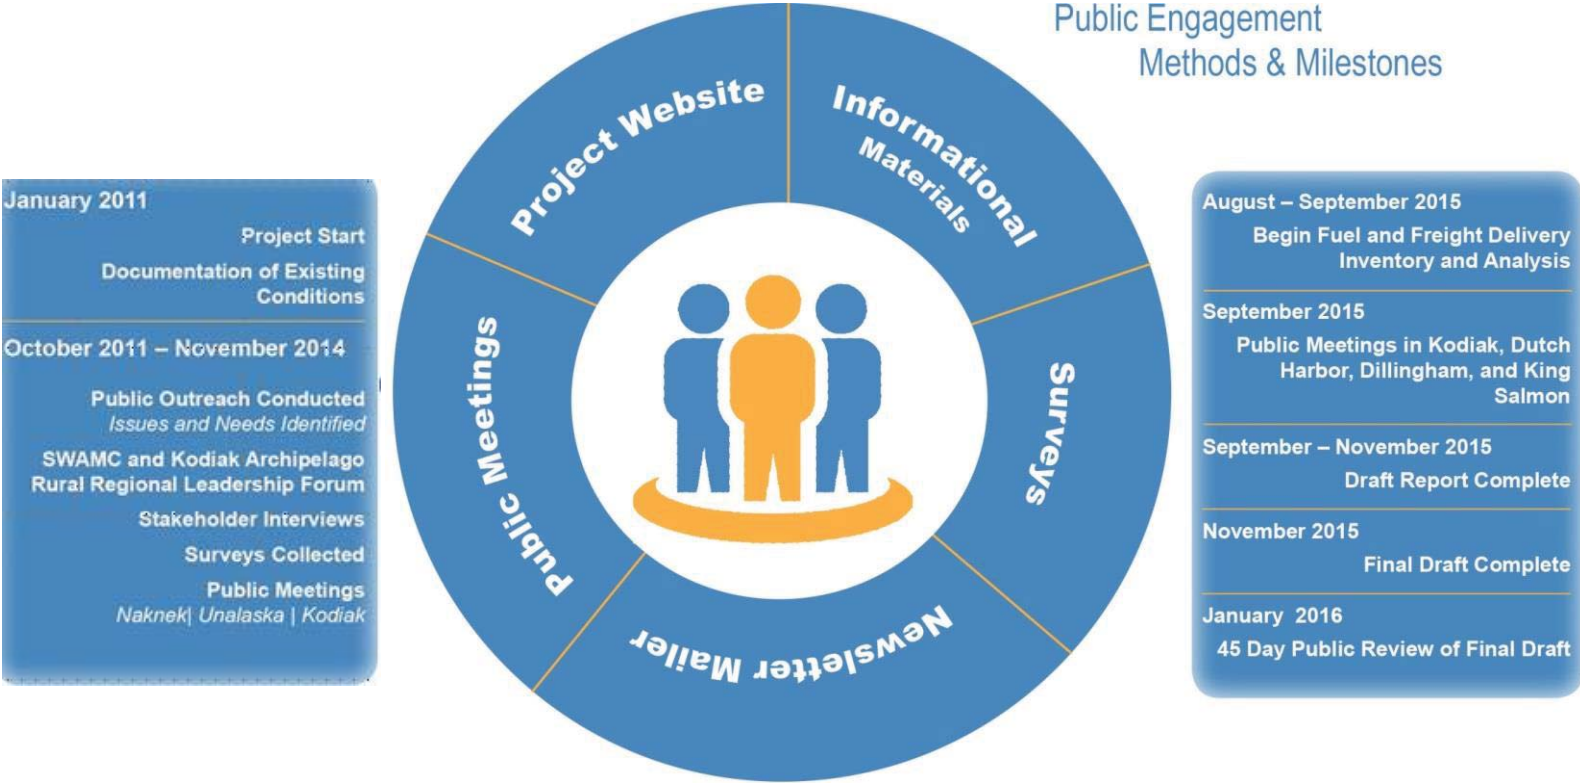 Public Engagement
Methods & Milestones
January 2011
Project Start
Documentation of Existing
Conditions
October 2011 – November 2014
Public Outreach Conducted
Issues and Needs Identified
SWAMC and Kodiak Archipelago
Rural Regional Leadership Forum
Stakeholder Interviews
Surveys Collected
Public Meetings
Naknek| Unalaska | Kodiak
Project Website
Informational
Materials
Surveys
Newsletter Mailer
Public Meetings
August – September 2015
Begin Fuel and Freight Delivery
Inventory and Analysis
September 2015
Public Meetings in Kodiak, Dutch
Harbor, Dillingham, and King
Salmon
September – November 2015
Draft Report Complete
November 2015
Final Draft Complete
January 2016
45 Day Public Review of Final Draft